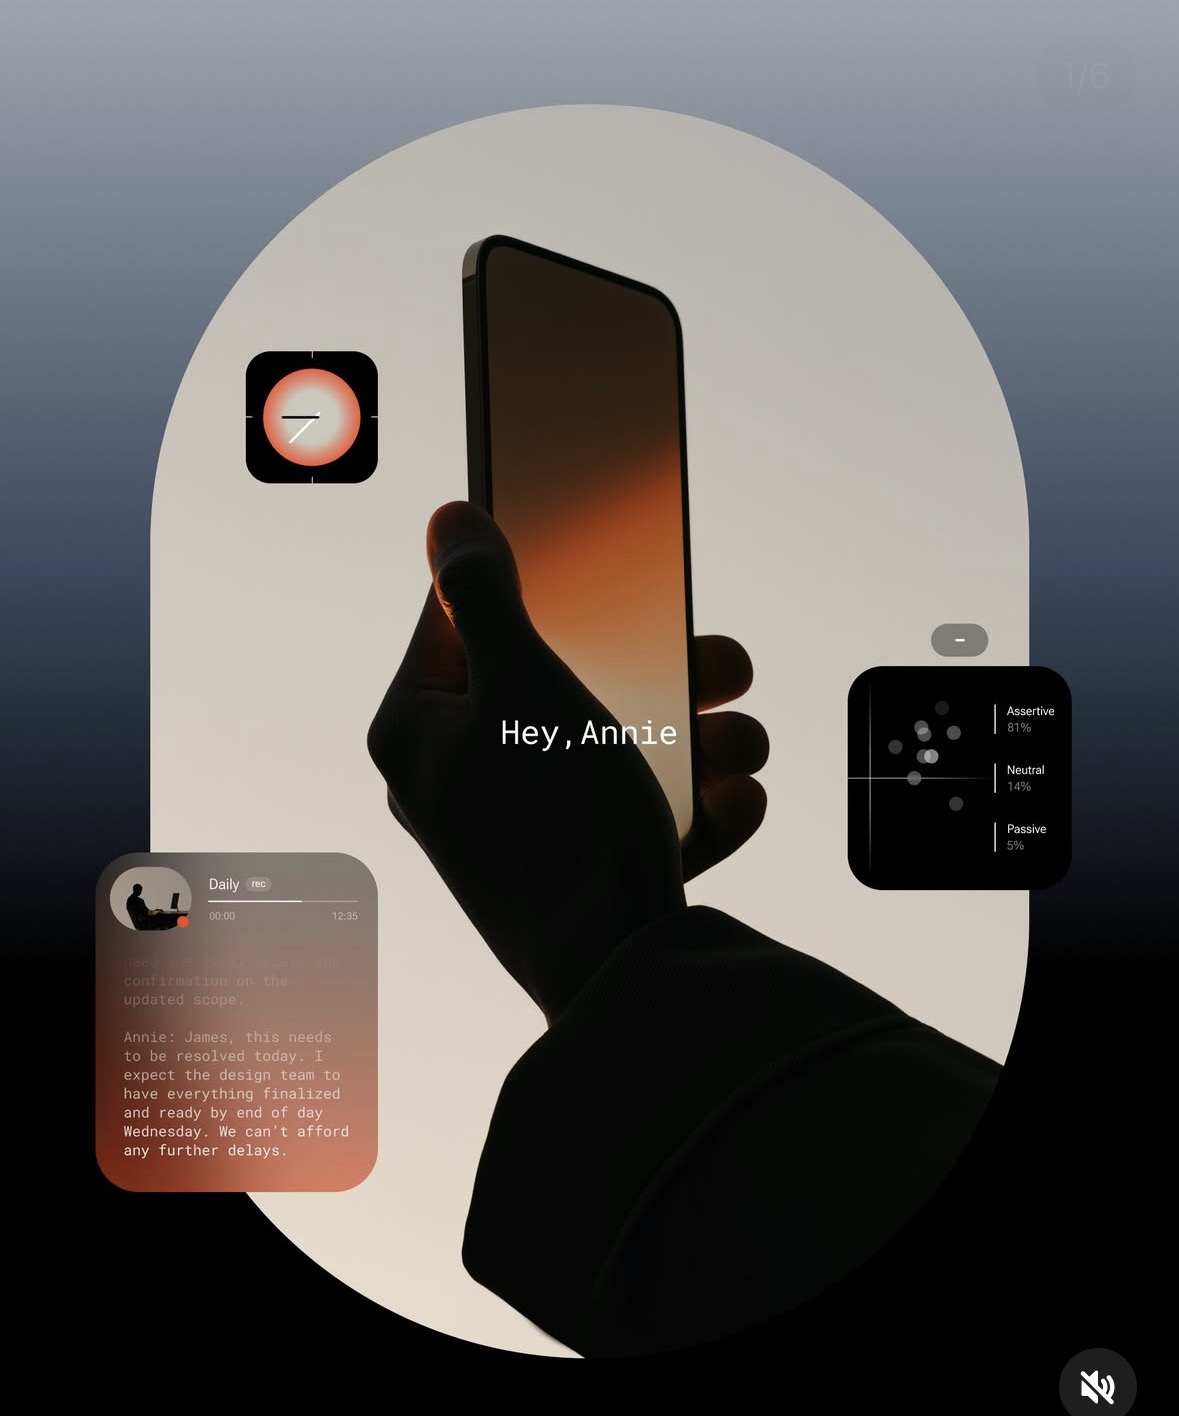 1/6
Hey, Annie
Assertive
81%
Neutral
14%
Passive
5%
Daily rec
00:00 12:35
confirmation on the
updated scope.
Annie: James, this needs
to be resolved today. I
expect the design team to
have everything finalized
and ready by end of day
Wednesday. We can't afford
any further delays.